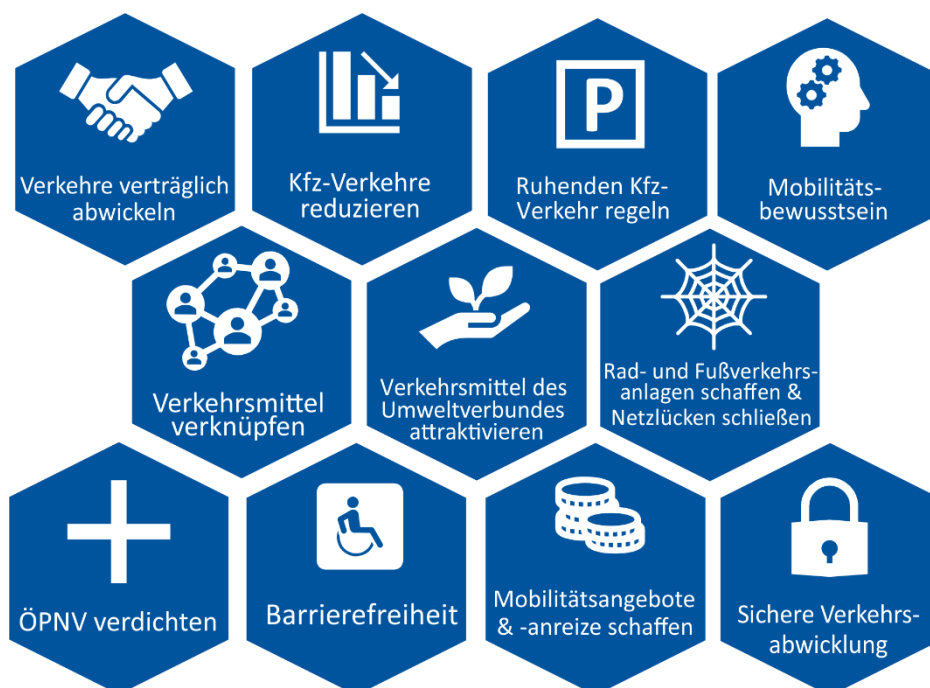 Verkehre verträglich
abwickeln
Kfz-Verkehre
reduzieren
P
Ruhenden Kfz-
Verkehr regeln
Mobilitäts-
bewusstsein
Verkehrsmittel
verknüpfen
Verkehrsmittel des
Umweltverbundes
attraktivieren
Rad- und Fußverkehrs-
anlagen schaffen &
Netzlücken schließen
ÖPNV verdichten
Barrierefreiheit
Mobilitätsangebote
& -anreize schaffen
Sichere Verkehrs-
abwicklung